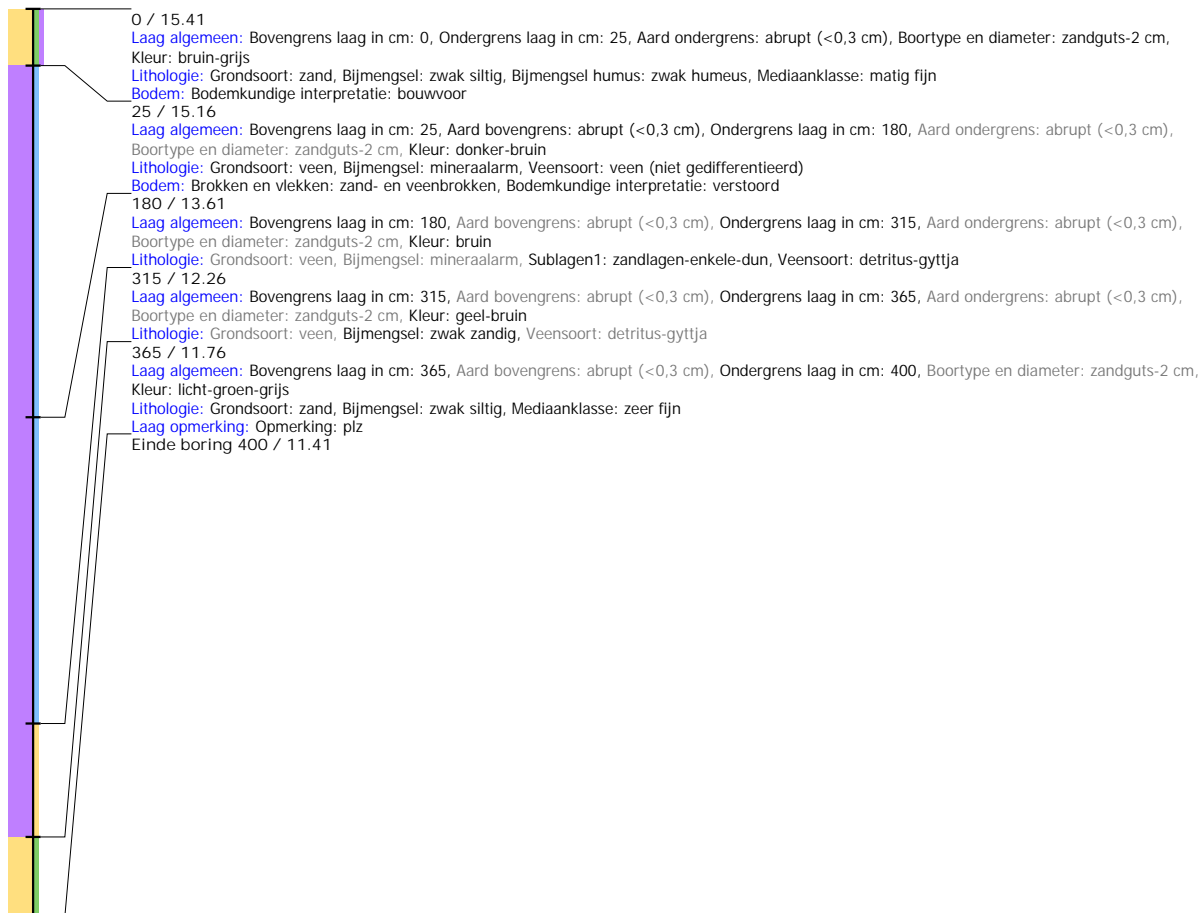 0 / 15.41
Laag algemeen: Bovengrens laag in cm: 0, Ondergrens laag in cm: 25, Aard ondergrens: abrupt (<0,3 cm), Boortype en diameter: zandguts-2 cm,
Kleur: bruin-grijs
Lithologie: Grondsoort: zand, Bijmengsel: zwak siltig, Bijmengsel humus: zwak humeus, Mediaanklasse: matig fijn
Bodem: Bodemkundige interpretatie: bouwvoor
25 / 15.16
Laag algemeen: Bovengrens laag in cm: 25, Aard bovengrens: abrupt (<0,3 cm), Ondergrens laag in cm: 180, Aard ondergrens: abrupt (<0,3 cm),
Boortype en diameter: zandguts-2 cm, Kleur: donker-bruin
Lithologie: Grondsoort: veen, Bijmengsel: mineraalarm, Veensoort: veen (niet gedifferentieerd)
Bodem: Brokken en vlekken: zand- en veenbrokken, Bodemkundige interpretatie: verstoord
180 / 13.61
Laag algemeen: Bovengrens laag in cm: 180, Aard bovengrens: abrupt (<0,3 cm), Ondergrens laag in cm: 315, Aard ondergrens: abrupt (<0,3 cm),
Boortype en diameter: zandguts-2 cm, Kleur: bruin
Lithologie: Grondsoort: veen, Bijmengsel: mineraalarm, Sublagen1: zandlagen-enkele-dun, Veensoort: detritus-gyttja
315 / 12.26
Laag algemeen: Bovengrens laag in cm: 315, Aard bovengrens: abrupt (<0,3 cm), Ondergrens laag in cm: 365, Aard ondergrens: abrupt (<0,3 cm),
Boortype en diameter: zandguts-2 cm, Kleur: geel-bruin
Lithologie: Grondsoort: veen, Bijmengsel: zwak zandig, Veensoort: detritus-gyttja
365 / 11.76
Laag algemeen: Bovengrens laag in cm: 365, Aard bovengrens: abrupt (<0,3 cm), Ondergrens laag in cm: 400, Boortype en diameter: zandguts-2 cm,
Kleur: licht-groen-grijs
Lithologie: Grondsoort: zand, Bijmengsel: zwak siltig, Mediaanklasse: zeer fijn
Laag opmerking: Opmerking: plz
Einde boring 400 / 11.41